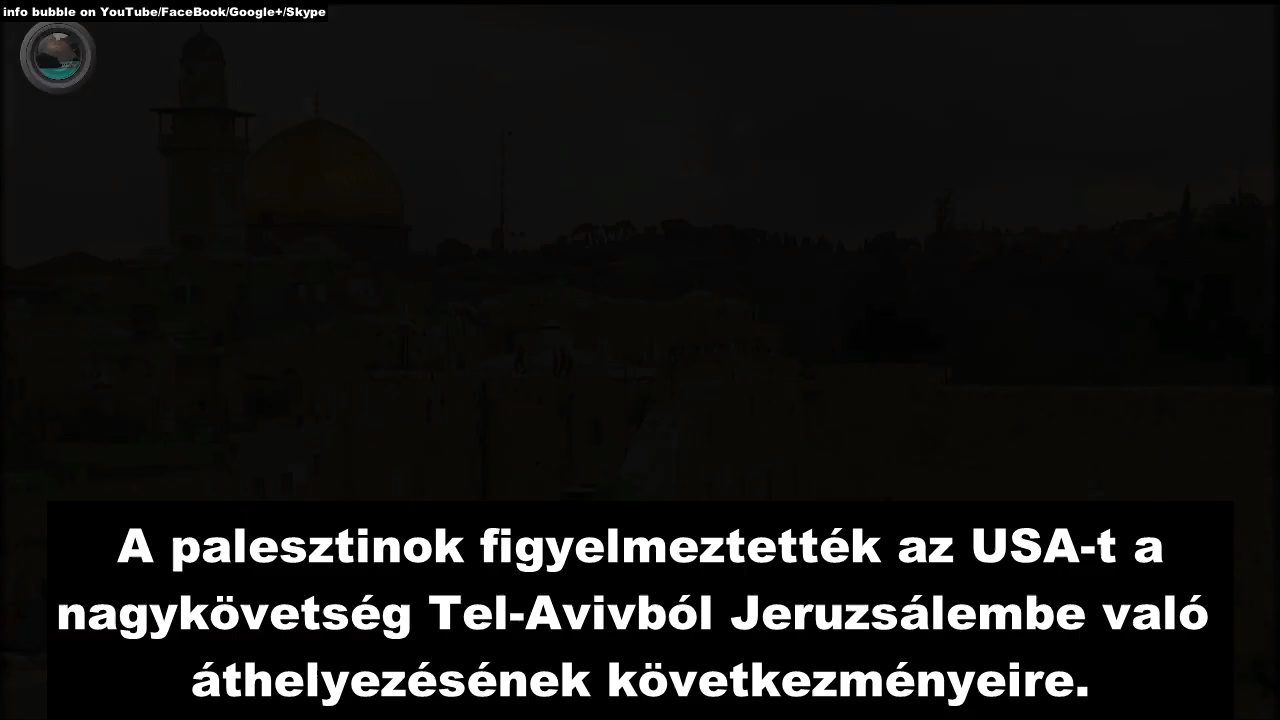 info bubble on YouTube/FaceBook/Google+/Skype
A palesztinok figyelmeztették az USA-t a
nagykövetség Tel-Avivból Jeruzsálembe való
áthelyezésének következményeire.